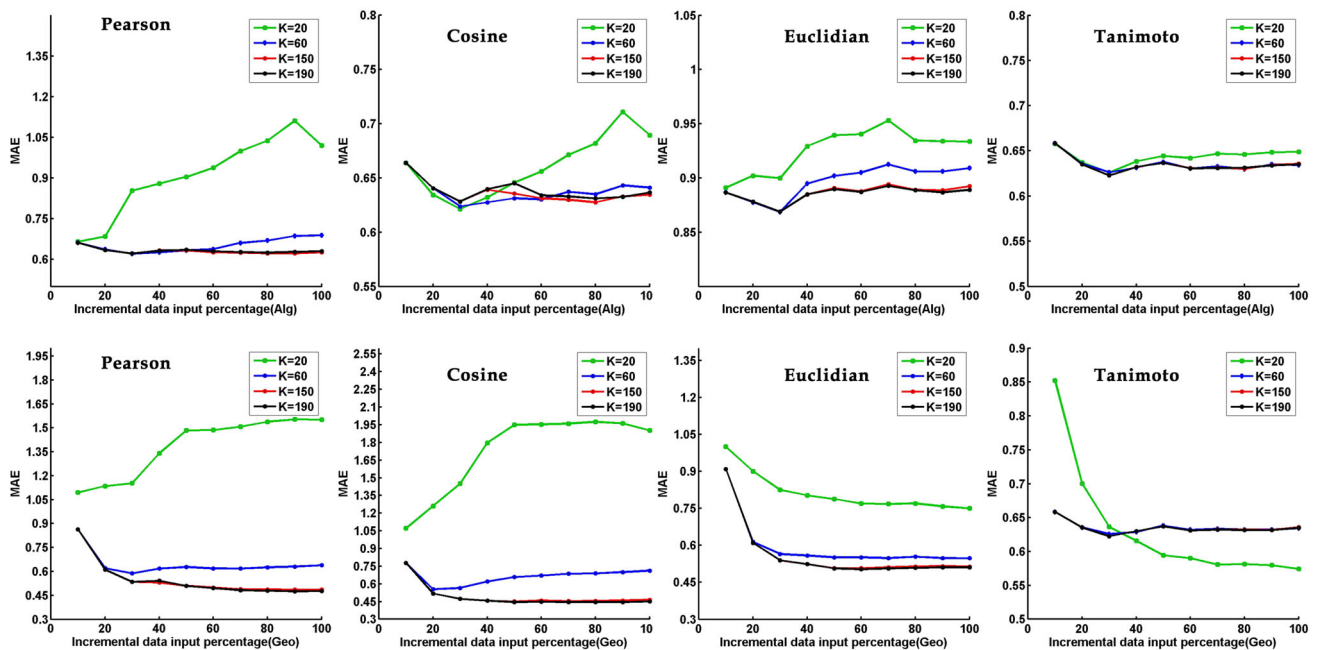 Pearson
K=20
K=60
K=150
K=190
MAE
1.35
1.2
1.05
0.9
0.75
0.6
0 20 40 60 80 100
Incremental data input percentage(Alg)
Cosine
K=20
K=60
K=150
K=190
MAE
0.8
0.75
0.7
0.65
0.6
0.55
0 20 40 60 80 10
Incremental data input percentage(Alg)
Euclidian
K=20
K=60
K=150
K=190
MAE
1.05
1
0.95
0.9
0.85
0 20 40 60 80 100
Incremental data input percentage(Alg)
Tanimoto
K=20
K=60
K=150
K=190
MAE
0.8
0.75
0.7
0.65
0.6
0.55
0.5
0 20 40 60 80 100
Incremental data input percentage(Alg)
Pearson
K=20
K=60
K=150
K=190
MAE
1.95
1.8
1.65
1.5
1.35
1.2
1.05
0.9
0.75
0.6
0.45
0.3
0 20 40 60 80 100
Incremental data input percentage(Geo)
Cosine
K=20
K=60
K=150
K=190
MAE
2.55
2.4
2.25
2.1
1.95
1.8
1.65
1.5
1.35
1.2
1.05
0.9
0.75
0.6
0.45
0.3
0 20 40 60 80 10
Incremental data input percentage(Geo)
Euclidian
K=20
K=60
K=150
K=190
MAE
1.35
1.2
1.05
0.9
0.75
0.6
0.45
0.3
0 20 40 60 80 100
Incremental data input percentage(Geo)
Tanimoto
K=20
K=60
K=150
K=190
MAE
0.9
0.85
0.8
0.75
0.7
0.65
0.6
0.55
0.5
0 20 40 60 80 100
Incremental data input percentage(Geo)